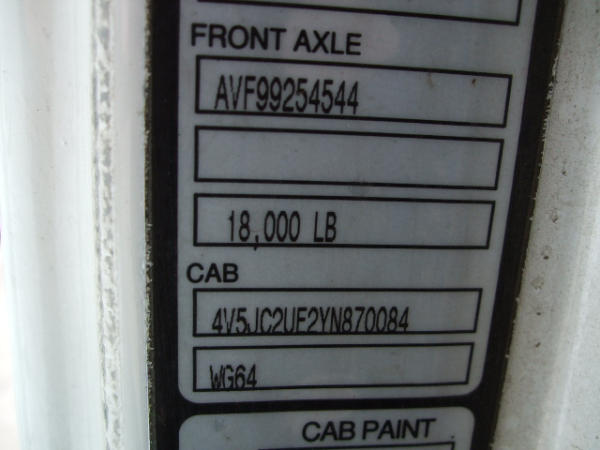 FRONT AXLE
AVF99254544
18,000 LB
CAB
4V5JC2UF2YN870084
WG64
CAB PAINT